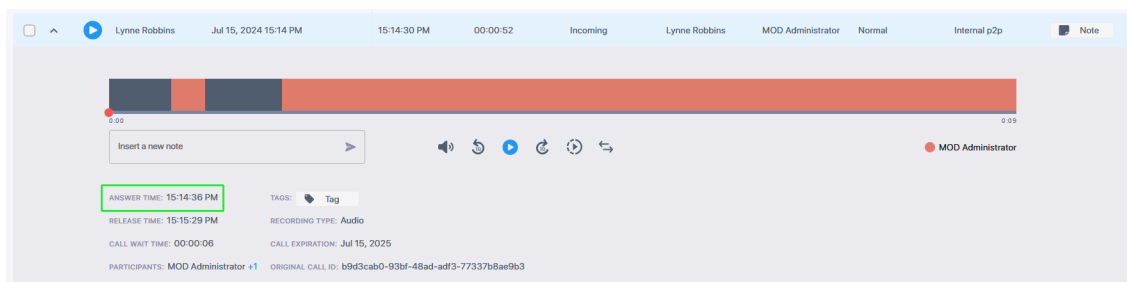 Lynne Robbins Jul 15, 2024 15:14 PM 15:14:30 PM 00:00:52 Incoming Lynne Robbins MOD Administrator Normal Internal p2p Note
0:00 0:09
Insert a new note 10 10 MOD Administrator
ANSWER TIME: 15:14:36 PM TAGS: Tag
RELEASE TIME: 15:15:29 PM RECORDING TYPE: Audio
CALL WAIT TIME: 00:00:06 CALL EXPIRATION: Jul 15, 2025
PARTICIPANTS: MOD Administrator +1 ORIGINAL CALL ID: b9d3cab0-93bf-48ad-adf3-77337b8ae9b3